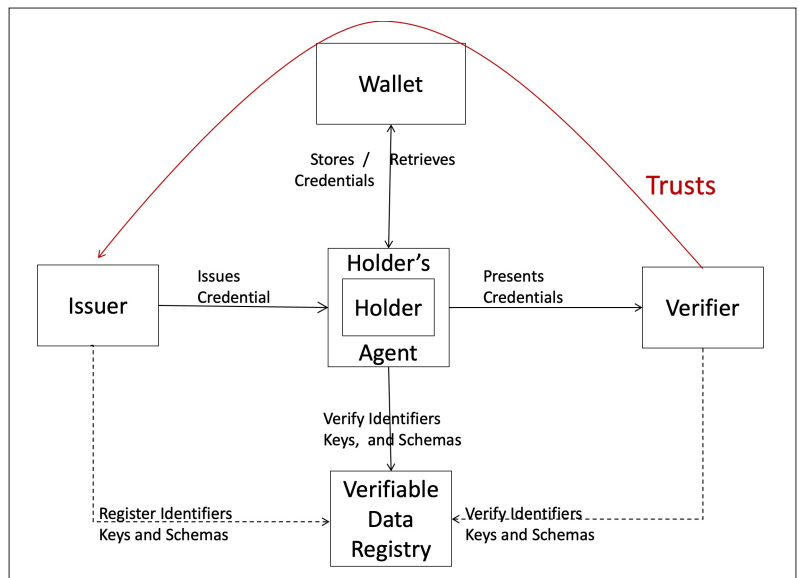 Wallet
Stores / Retrieves
Credentials
Trusts
Issuer
Issues
Credential
Holder's
Holder
Agent
Presents
Credentials
Verifier
Verify Identifiers
Keys, and Schemas
Verifiable
Data
Registry
Register Identifiers
Keys and Schemas
Verify Identifiers
Keys and Schemas